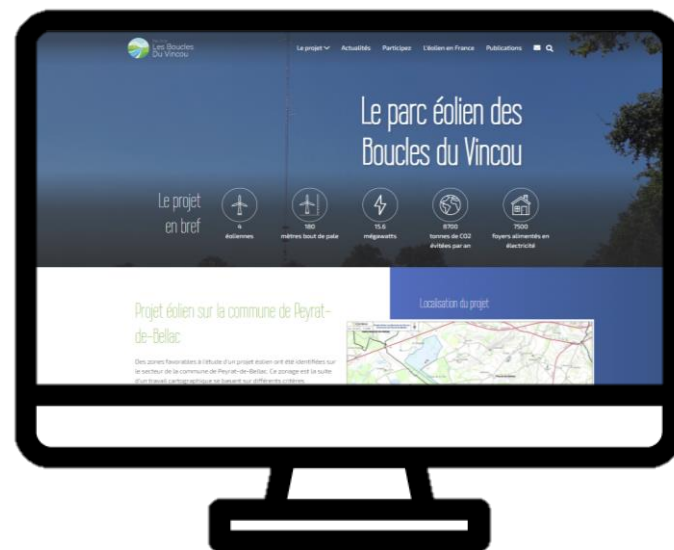 Les Boucles
Du Vincou
Le projet Actualités Participez L'éolien en France Publications
Le parc éolien des
Boucles du Vincou
Le projet
en bref
4
éoliennes
180
mètres bout de pale
15.6
mégawatts
8700
tonnes de CO2
évitées par an
7500
foyers alimentés en
électricité
Projet éolien sur la commune de Peyrat-
de-Bellac
Des zones favorables à l'étude d'un projet éolien ont été identifiées sur
le secteur de la commune de Peyrat-de-Bellac. Ce zonage est la suite
d'un travail cartographique se basant sur différents critères.
Localisation du projet